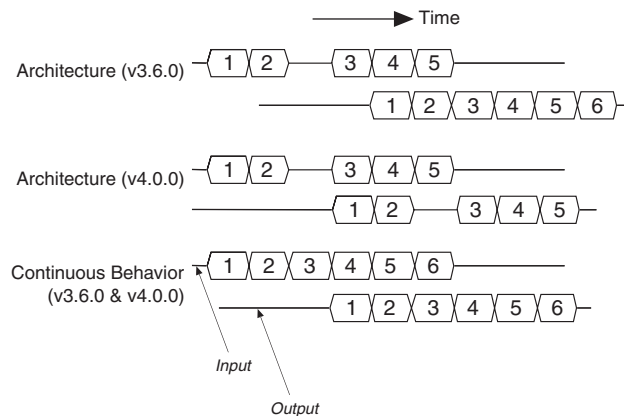 Time
Architecture (v3.6.0)
1 2 3 4 5
1 2 3 4 5 6
Architecture (v4.0.0)
1 2 3 4 5
1 2 3 4 5
Continuous Behavior
(v3.6.0 & v4.0.0)
1 2 3 4 5 6
1 2 3 4 5 6
Input
Output